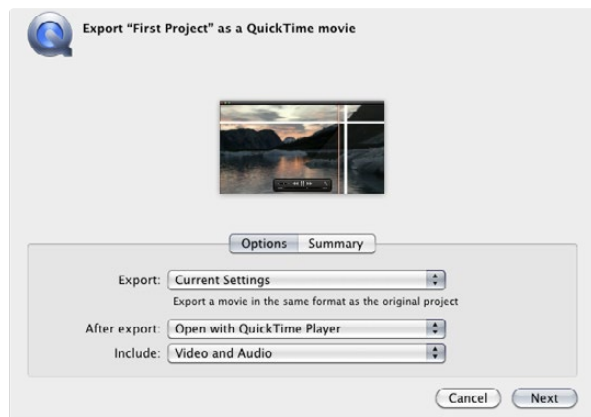 Export “First Project” as a QuickTime movie
Options Summary
Export: Current Settings
Export a movie in the same format as the original project
After export: Open with QuickTime Player
Include: Video and Audio
Cancel Next